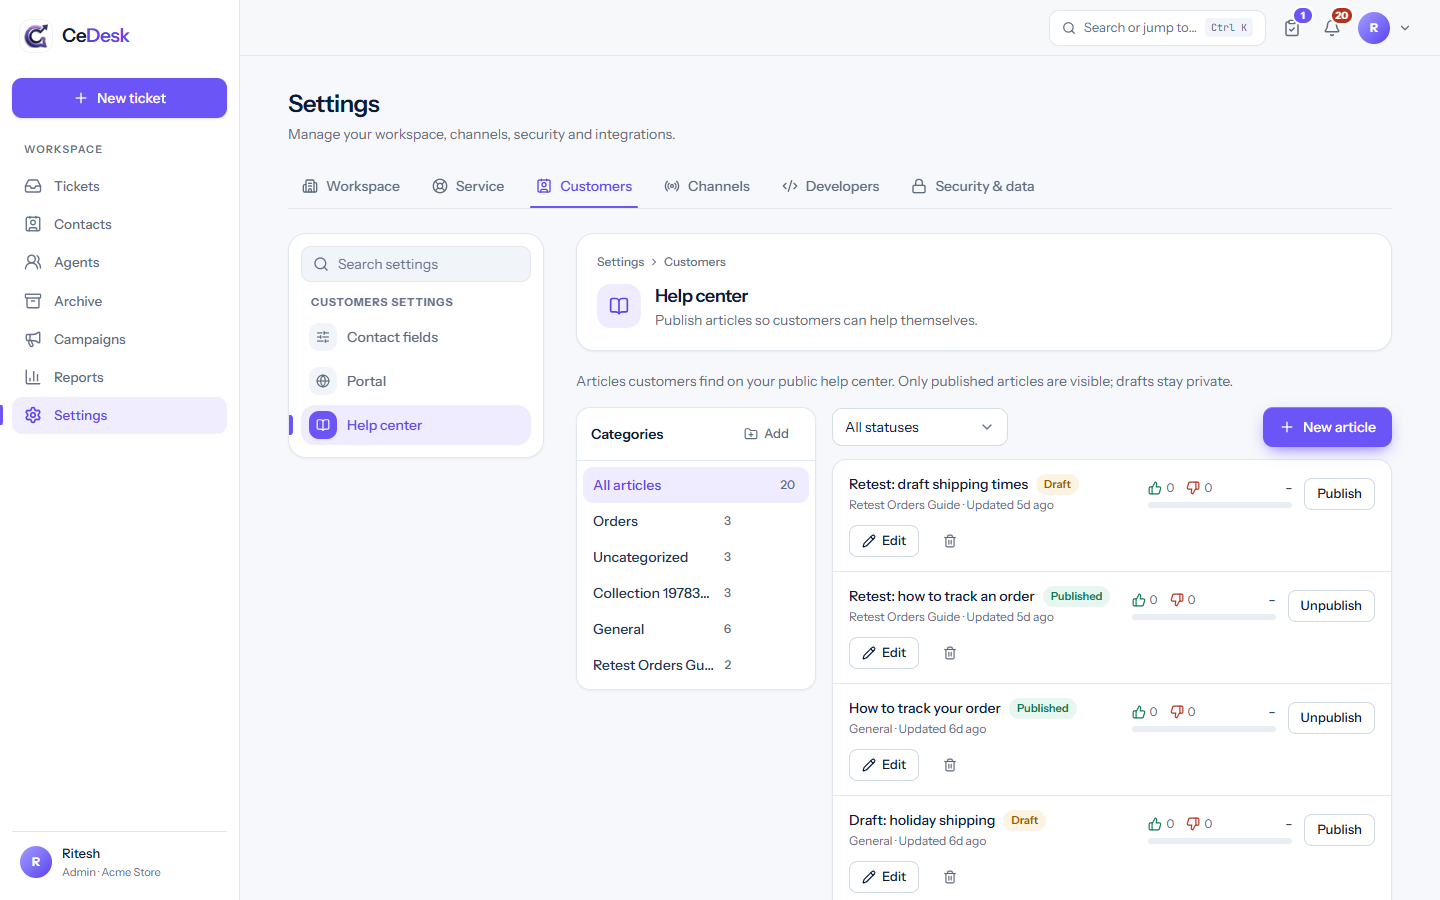 CeDesk
Search or jump to... Ctrl K
1
20
R
New ticket
WORKSPACE
Tickets
Contacts
Agents
Archive
Campaigns
Reports
Settings
R
Ritesh
Admin · Acme Store
Settings
Manage your workspace, channels, security and integrations.
Workspace
Service
Customers
Channels
Developers
Security & data
Search settings
CUSTOMERS SETTINGS
Contact fields
Portal
Help center
Settings > Customers
Help center
Publish articles so customers can help themselves.
Articles customers find on your public help center. Only published articles are visible; drafts stay private.
Categories
Add
All articles 20
Orders 3
Uncategorized 3
Collection 19783... 3
General 6
Retest Orders Gu... 2
All statuses
New article
Retest: draft shipping times Draft
Retest Orders Guide · Updated 5d ago
0 0 –
Publish
Edit
Retest: how to track an order Published
Retest Orders Guide · Updated 5d ago
0 0 –
Unpublish
Edit
How to track your order Published
General · Updated 6d ago
0 0 –
Unpublish
Edit
Draft: holiday shipping Draft
General · Updated 6d ago
0 0 –
Publish
Edit